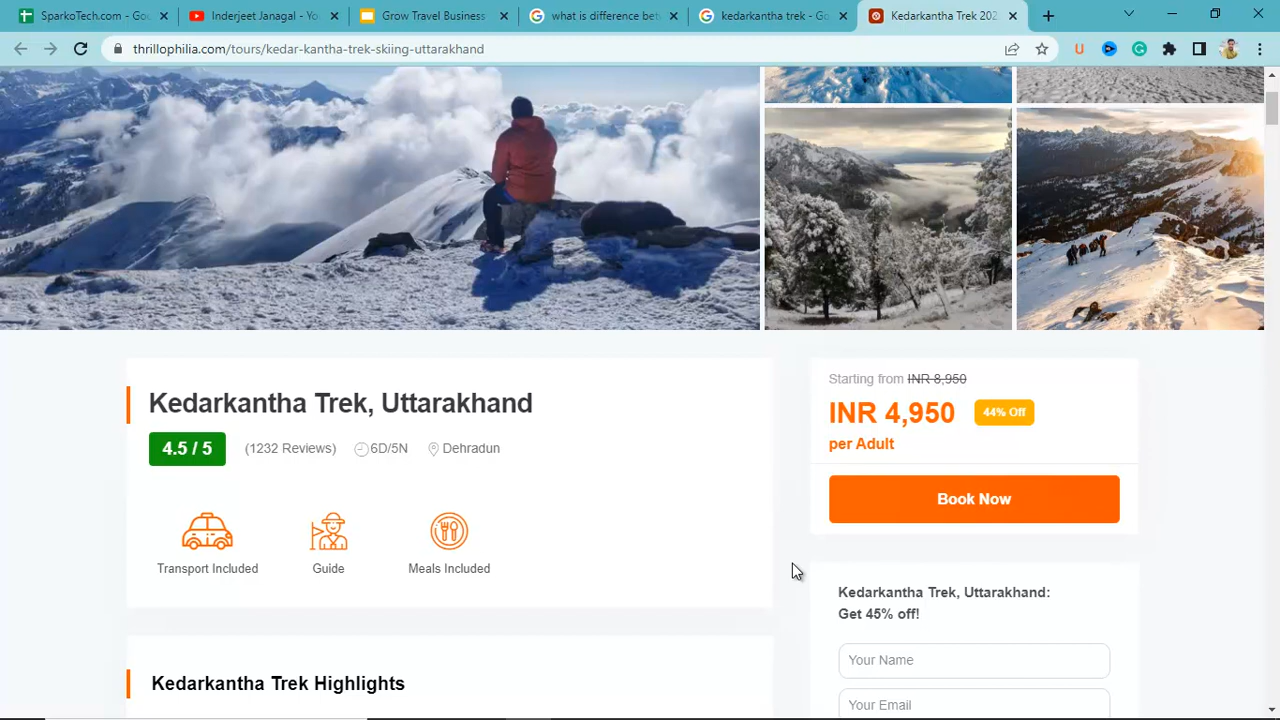 SparkoTech.com - Gou
Inderjeet Janagal - Yo
Grow Travel Business
what is difference bet
kedarkantha trek - Go
Kedarkantha Trek 202
thrillophilia.com/tours/kedar-kantha-trek-skiing-uttarakhand
Kedarkantha Trek, Uttarakhand
4.5 / 5 (1232 Reviews) 6D/5N Dehradun
Transport Included Guide Meals Included
Starting from INR 8,950
INR 4,950 44% Off
per Adult
Book Now
Kedarkantha Trek, Uttarakhand:
Get 45% off!
Your Name
Your Email
Kedarkantha Trek Highlights